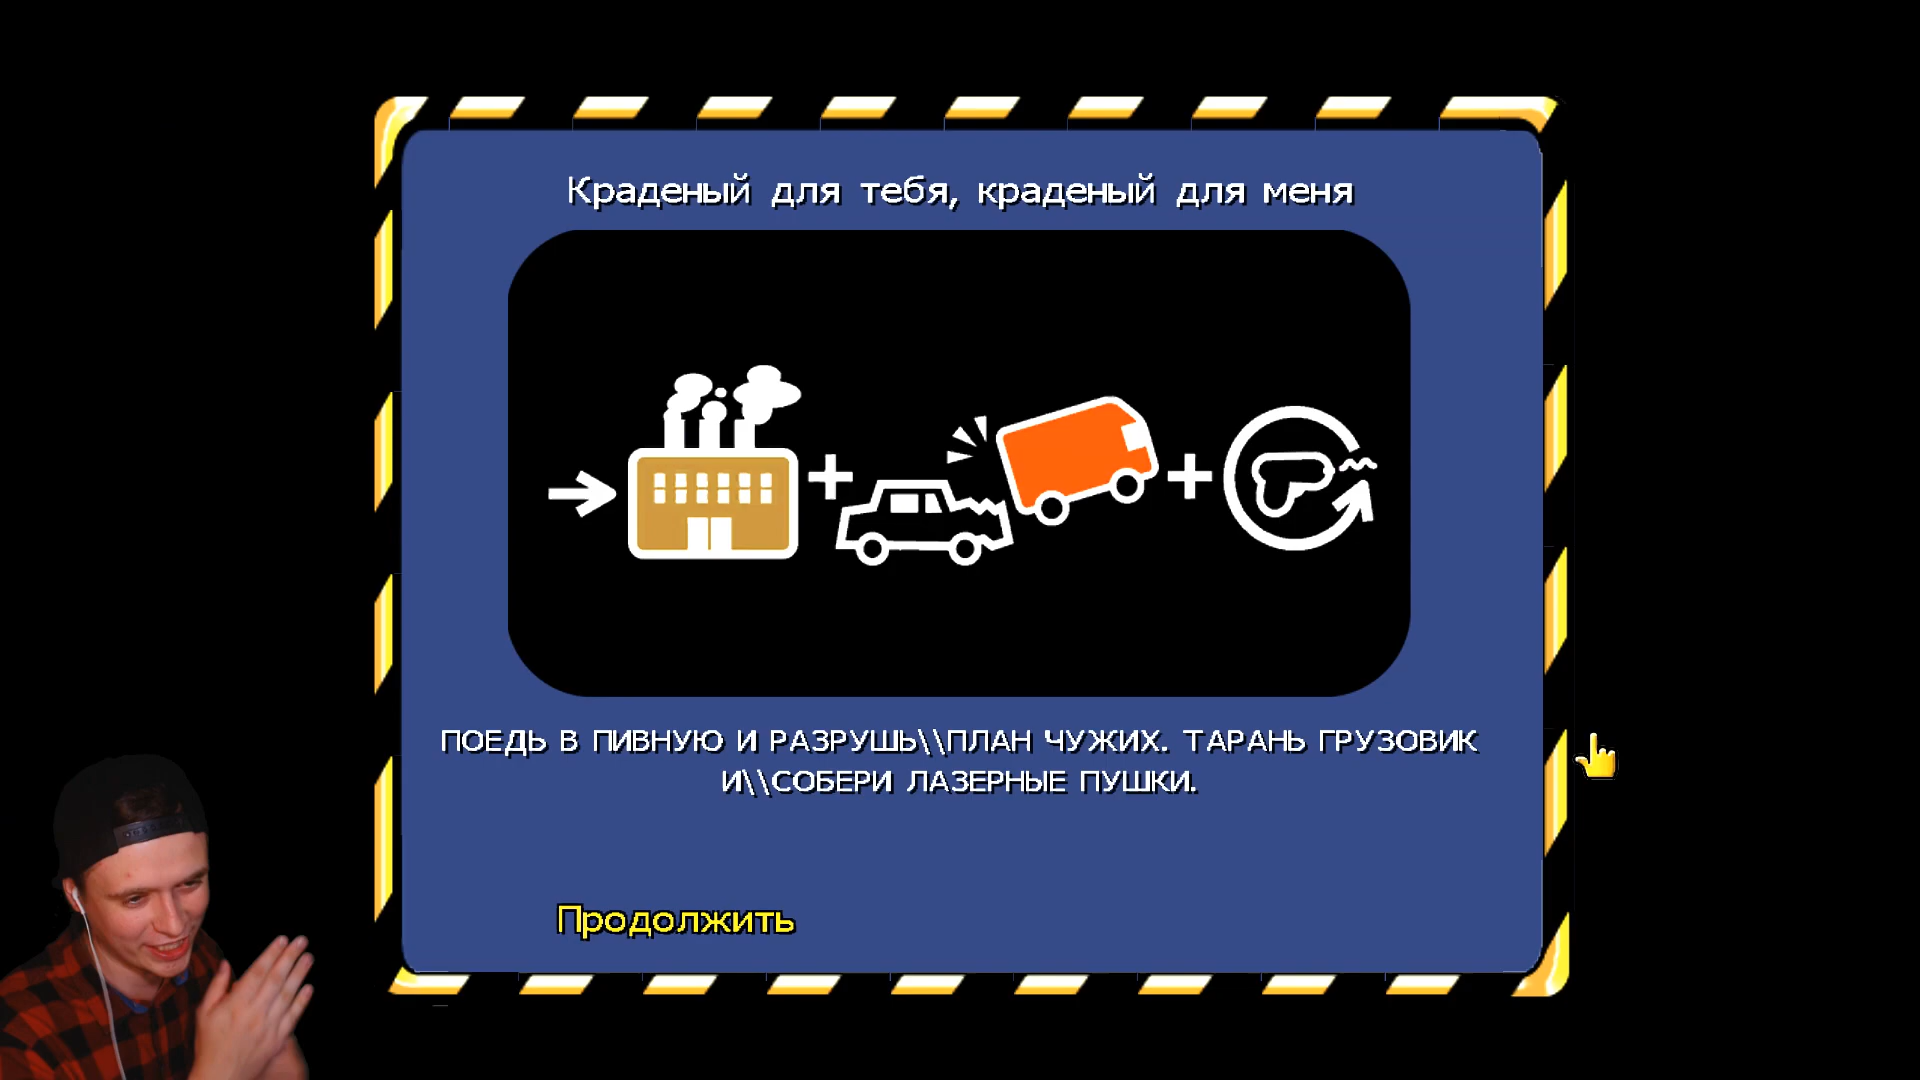 Краденый для тебя, краденый для меня
ПОЕДЬ В ПИВНУЮ И РАЗРУШЬ\\ПЛАН ЧУЖИХ. ТАРАНЬ ГРУЗОВИК
И\\СОБЕРИ ЛАЗЕРНЫЕ ПУШКИ.
Продолжить